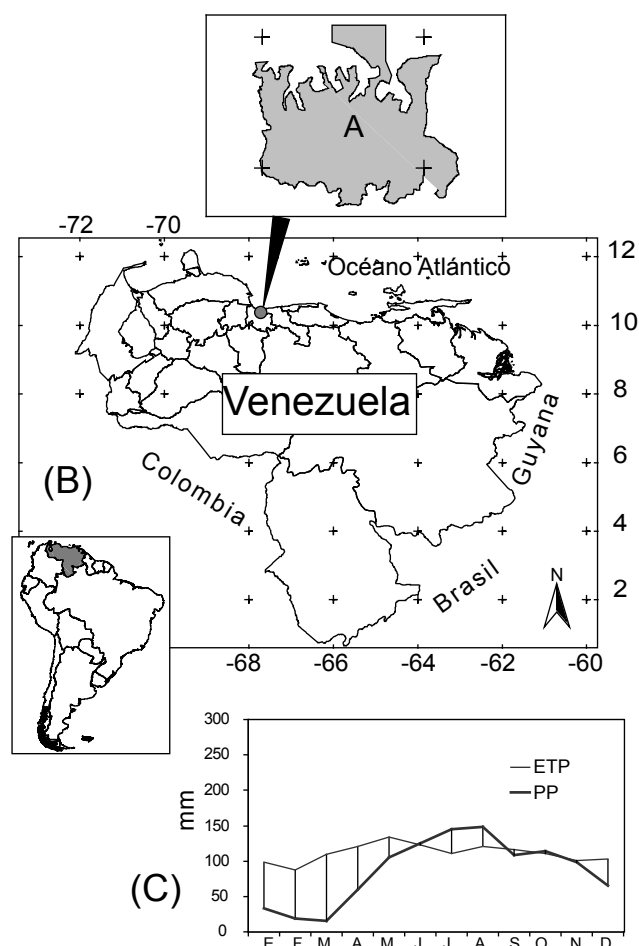 A
-72 -70
12
Océano Atlántico
10
8
Venezuela
6
(B)
Colombia
Guyana
4
Brasil
N
2
-68 -66 -64 -62 -60
300
250
ETP
200
PP
mm
150
100
(C)
50
0
E F M A M J J A S O N D